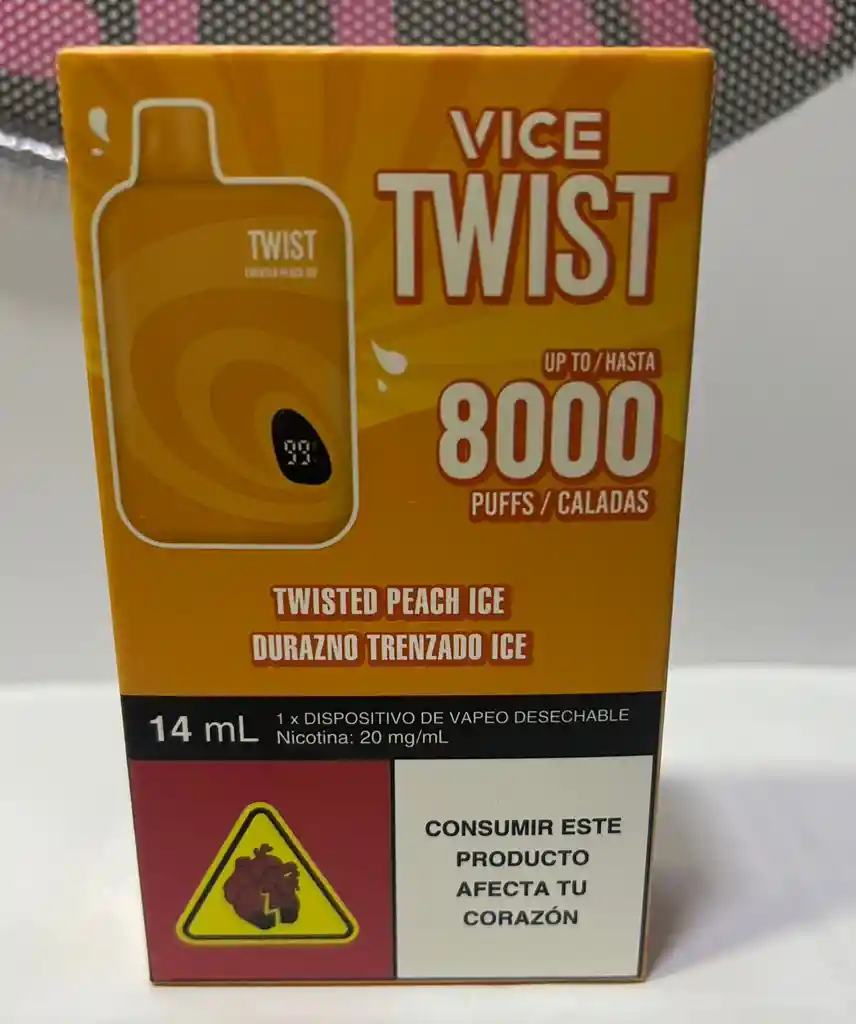 VICE
TWIST
TWIST
UP TO / HASTA
8000
99
PUFFS / CALADAS
TWISTED PEACH ICE
DURAZNO TRENZADO ICE
14 mL
1 x DISPOSITIVO DE VAPEO DESECHABLE
Nicotina: 20 mg/mL
CONSUMIR ESTE
PRODUCTO
AFECTA TU
CORAZÓN